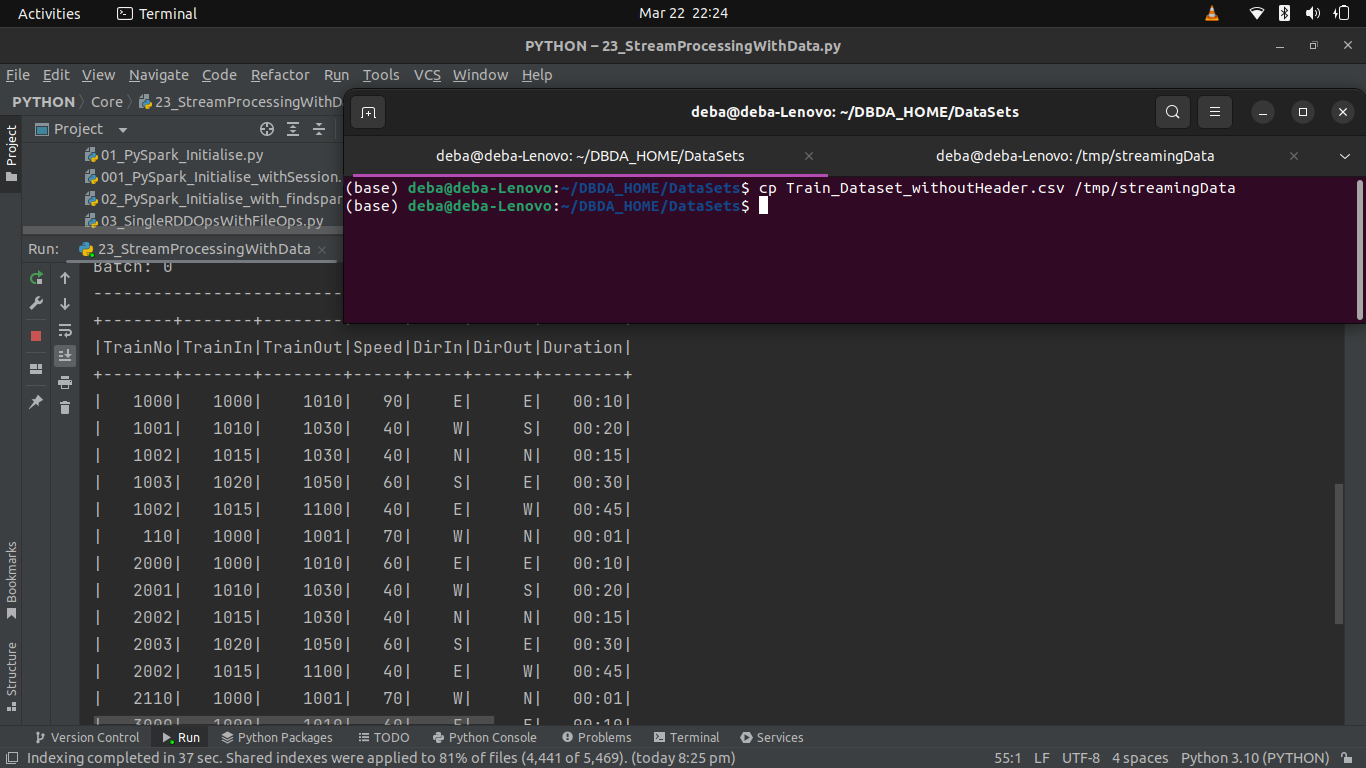 Activities Terminal Mar 22 22:24
PYTHON – 23_StreamProcessingWithData.py
File Edit View Navigate Code Refactor Run Tools VCS Window Help
PYTHON Core 23_StreamProcessingWithD
deba@deba-Lenovo: ~/DBDA_HOME/DataSets
Project
Project
deba@deba-Lenovo: ~/DBDA_HOME/DataSets deba@deba-Lenovo: /tmp/streamingData
01_PySpark_Initialise.py
001_PySpark_Initialise_withSession.
02_PySpark_Initialise_with_findspar
03_SingleRDDOpsWithFileOps.py
(base) deba@deba-Lenovo:~/DBDA_HOME/DataSets$ cp Train_Dataset_withoutHeader.csv /tmp/streamingData
(base) deba@deba-Lenovo:~/DBDA_HOME/DataSets$
Run: 23_StreamProcessingWithData
Batch: 0
-------------------------
+-------+-------+--------+
|TrainNo|TrainIn|TrainOut|Speed|DirIn|DirOut|Duration|
+-------+-------+--------+-----+-----+------+--------+
| 1000| 1000| 1010| 90| E| E| 00:10|
| 1001| 1010| 1030| 40| W| S| 00:20|
| 1002| 1015| 1030| 40| N| N| 00:15|
| 1003| 1020| 1050| 60| S| E| 00:30|
| 1002| 1015| 1100| 40| E| W| 00:45|
| 110| 1000| 1001| 70| W| N| 00:01|
| 2000| 1000| 1010| 60| E| E| 00:10|
| 2001| 1010| 1030| 40| W| S| 00:20|
| 2002| 1015| 1030| 40| N| N| 00:15|
| 2003| 1020| 1050| 60| S| E| 00:30|
| 2002| 1015| 1100| 40| E| W| 00:45|
| 2110| 1000| 1001| 70| W| N| 00:01|
| 3000| 1000| 1010| 60| E| E| 00:10|
Bookmarks
Structure
Version Control Run Python Packages TODO Python Console Problems Terminal Services
Indexing completed in 37 sec. Shared indexes were applied to 81% of files (4,441 of 5,469). (today 8:25 pm) 55:1 LF UTF-8 4 spaces Python 3.10 (PYTHON)